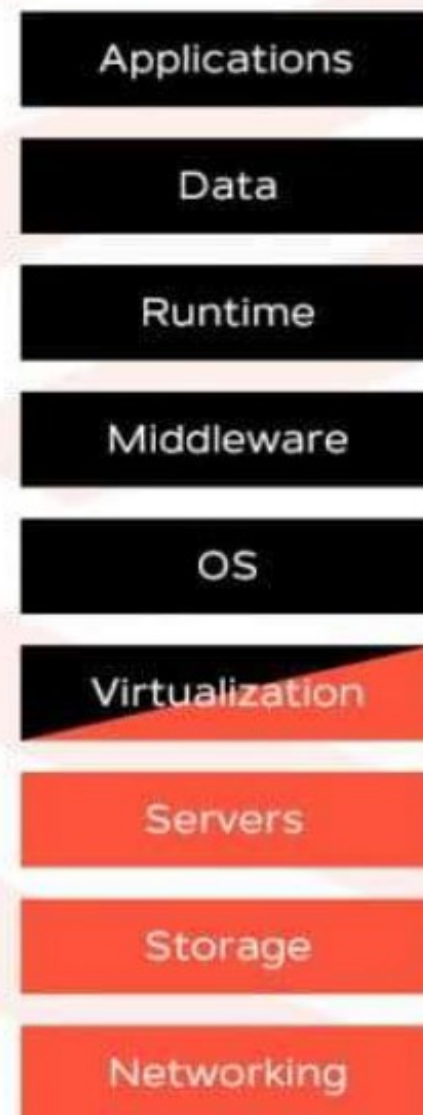 Applications
Data
Runtime
Middleware
OS
Virtualization
Servers
Storage
Networking